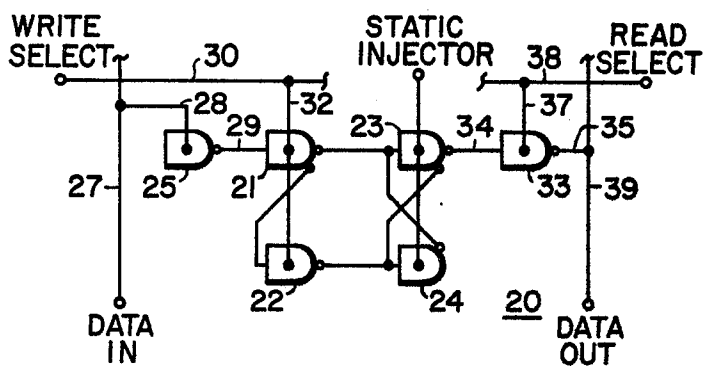 WRITE
SELECT
STATIC
INJECTOR
READ
SELECT
30
38
28
32
37
29
23
34
35
27
25
21
33
39
22
24
20
DATA
IN
DATA
OUT